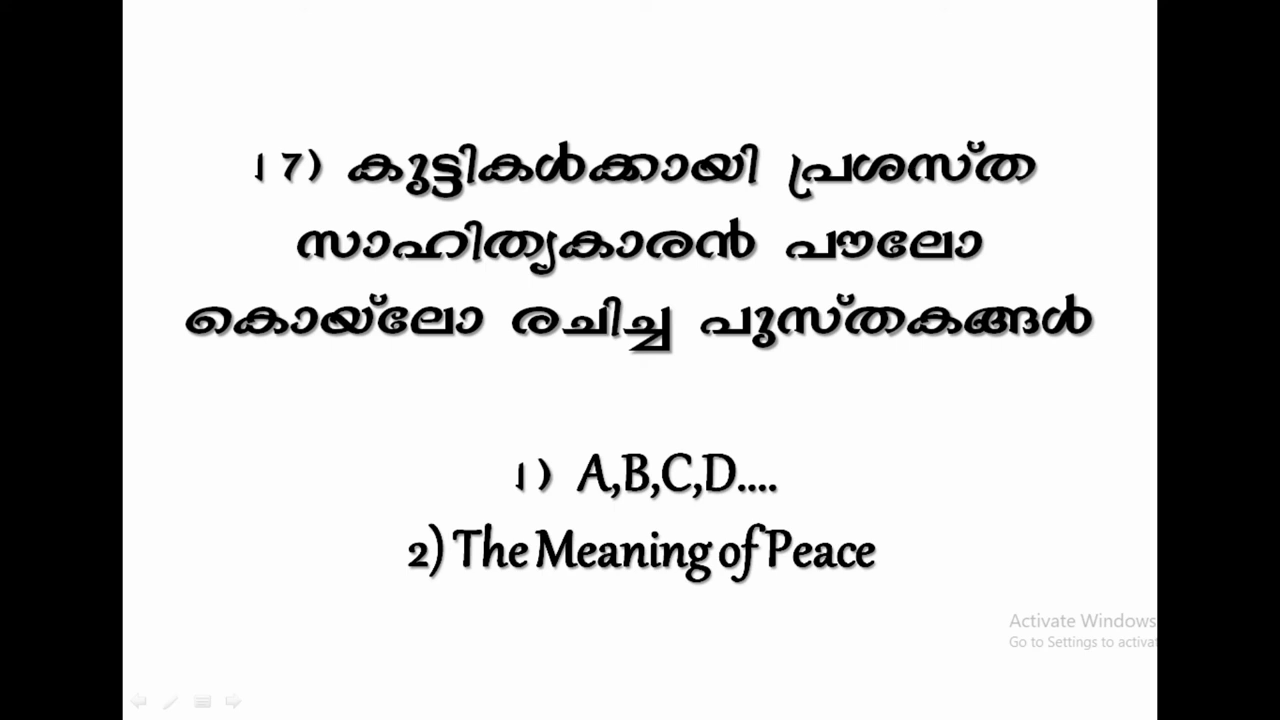 17) കുട്ടികൾക്കായി പ്രശസ്ത
സാഹിത്യകാരൻ പൗലോ
കൊയ്ലോ രചിച്ച പുസ്തകങ്ങൾ
1) A,B,C,D....
2) The Meaning of Peace
Activate Windows
Go to Settings to activat